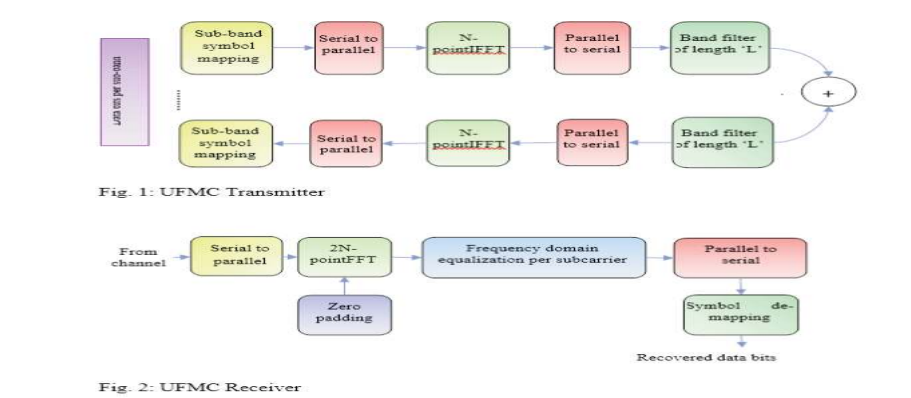 Sub-band
symbol
mapping
Serial to
parallel
N-
pointIFFT
Parallel
to serial
Band filter
of length 'L'
+
Sub-band
symbol
mapping
Serial to
parallel
N-
pointIFFT
Parallel
to serial
Band filter
of length 'L'
Fig. 1: UFMC Transmitter
From
channel
Serial to
parallel
2N-
pointFFT
Frequency domain
equalization per subcarrier
Parallel to
serial
Zero
padding
Symbol de-
mapping
Recovered data bits
Fig. 2: UFMC Receiver